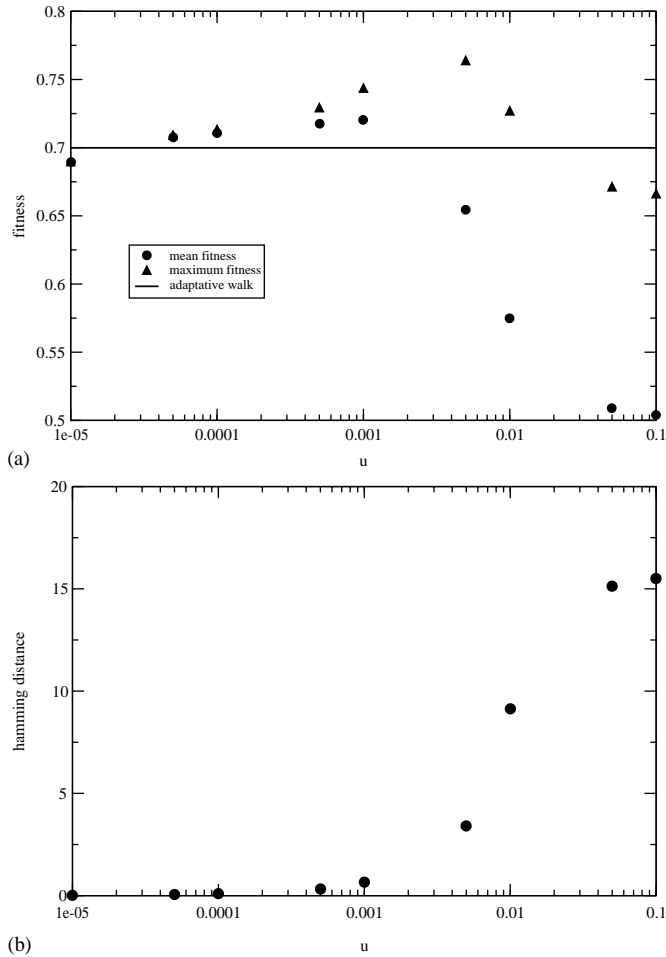 0.8
0.75
0.7
0.65
0.6
0.55
0.5
fitness
mean fitness
maximum fitness
adaptative walk
1e-05 0.0001 0.001 0.01 0.1
u
(a)
20
15
10
5
0
hamming distance
1e-05 0.0001 0.001 0.01 0.1
u
(b)